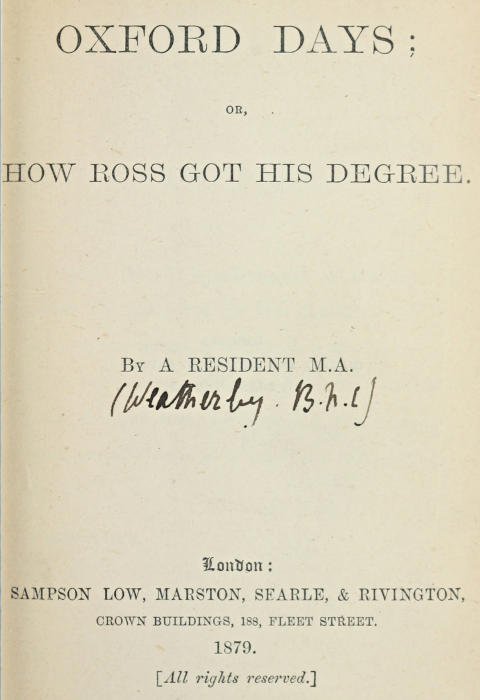 OXFORD DAYS;
OR,
HOW ROSS GOT HIS DEGREE.
BY A RESIDENT M.A.
(Weatherby. B.N.C)
London:
SAMPSON LOW, MARSTON, SEARLE, & RIVINGTON,
CROWN BUILDINGS, 188, FLEET STREET.
1879.
[All rights reserved.]